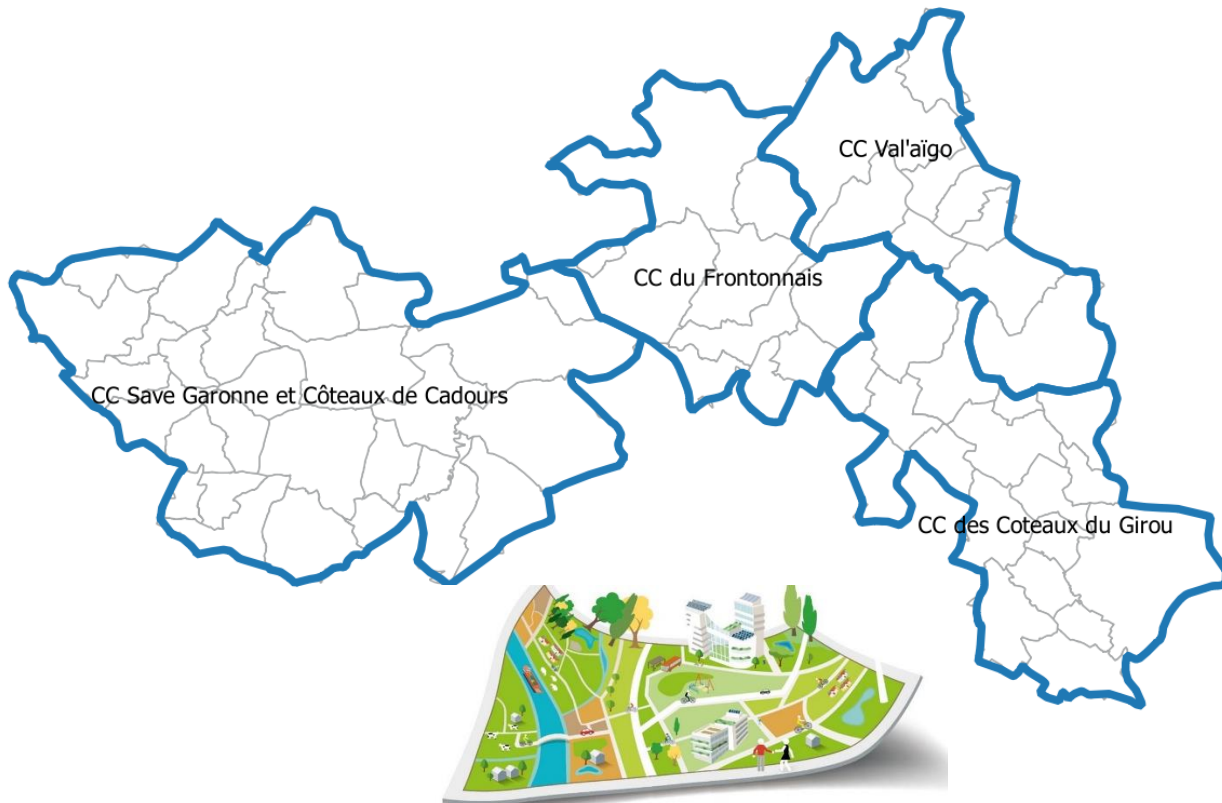 CC Val'aïgo
CC du Frontonnais
CC Save Garonne et Côteaux de Cadours
CC des Coteaux du Girou